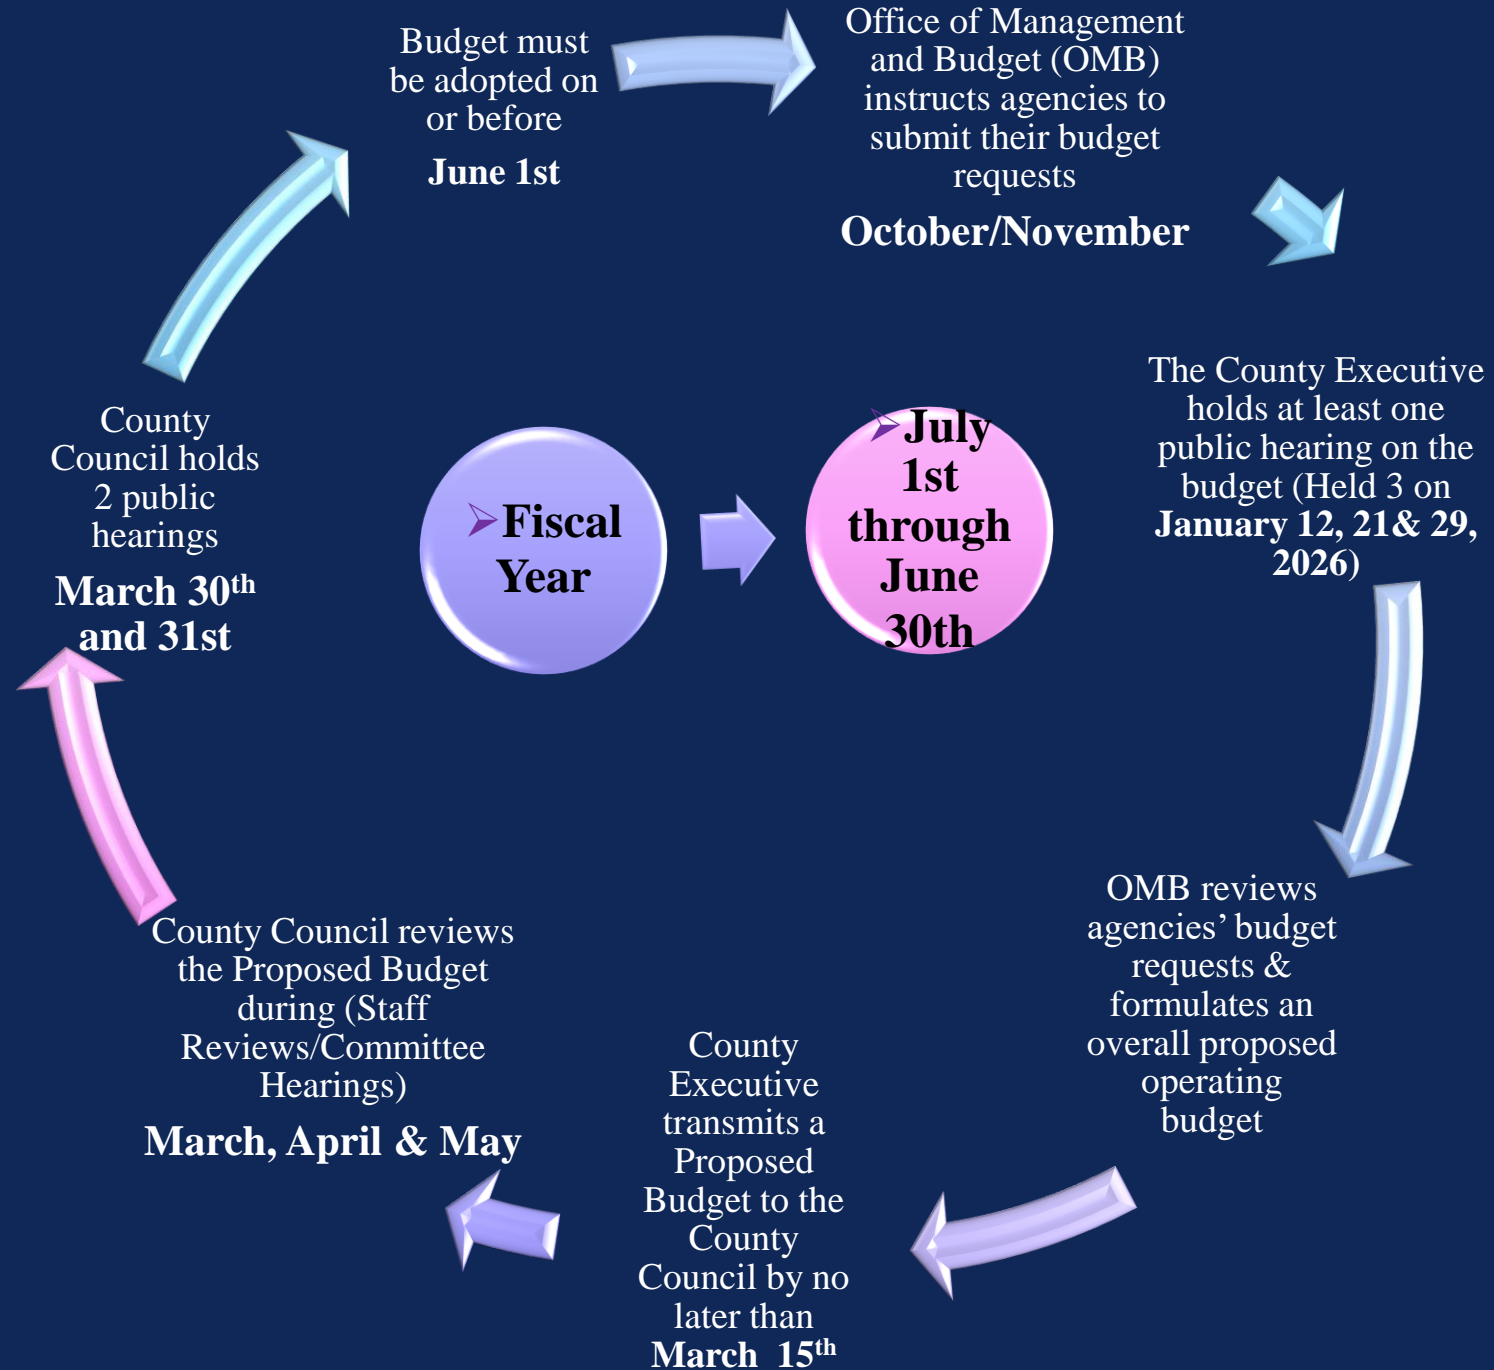 Budget must
be adopted on
or before
June 1st
Office of Management
and Budget (OMB)
instructs agencies to
submit their budget
requests
October/November
The County Executive
holds at least one
public hearing on the
budget (Held 3 on
January 12, 21& 29,
2026)
OMB reviews
agencies’ budget
requests &
formulates an
overall proposed
operating
budget
County
Executive
transmits a
Proposed
Budget to the
County
Council by no
later than
March 15th
County Council reviews
the Proposed Budget
during (Staff
Reviews/Committee
Hearings)
March, April & May
County
Council holds
2 public
hearings
March 30th
and 31st
➢Fiscal
Year
➢July
1st
through
June
30th